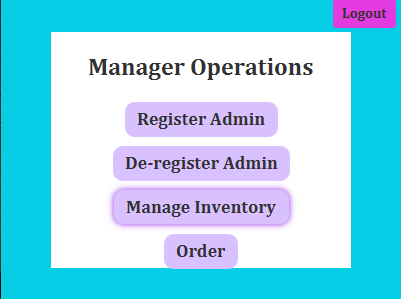 Logout
Manager Operations
Register Admin
De-register Admin
Manage Inventory
Order